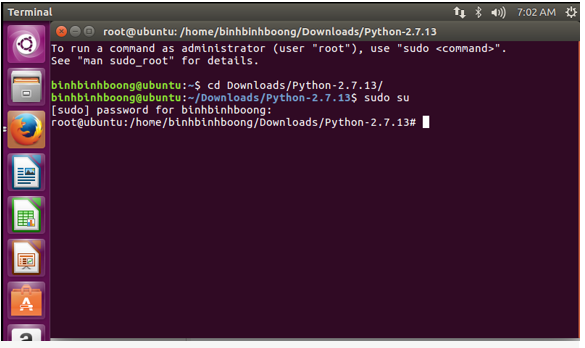 Terminal
7:02 AM
root@ubuntu: /home/binhbinhboong/Downloads/Python-2.7.13
To run a command as administrator (user "root"), use "sudo <command>".
See "man sudo_root" for details.
binhbinhboong@ubuntu:~$ cd Downloads/Python-2.7.13/
binhbinhboong@ubuntu:~/Downloads/Python-2.7.13$ sudo su
[sudo] password for binhbinhboong:
root@ubuntu:/home/binhbinhboong/Downloads/Python-2.7.13#
a